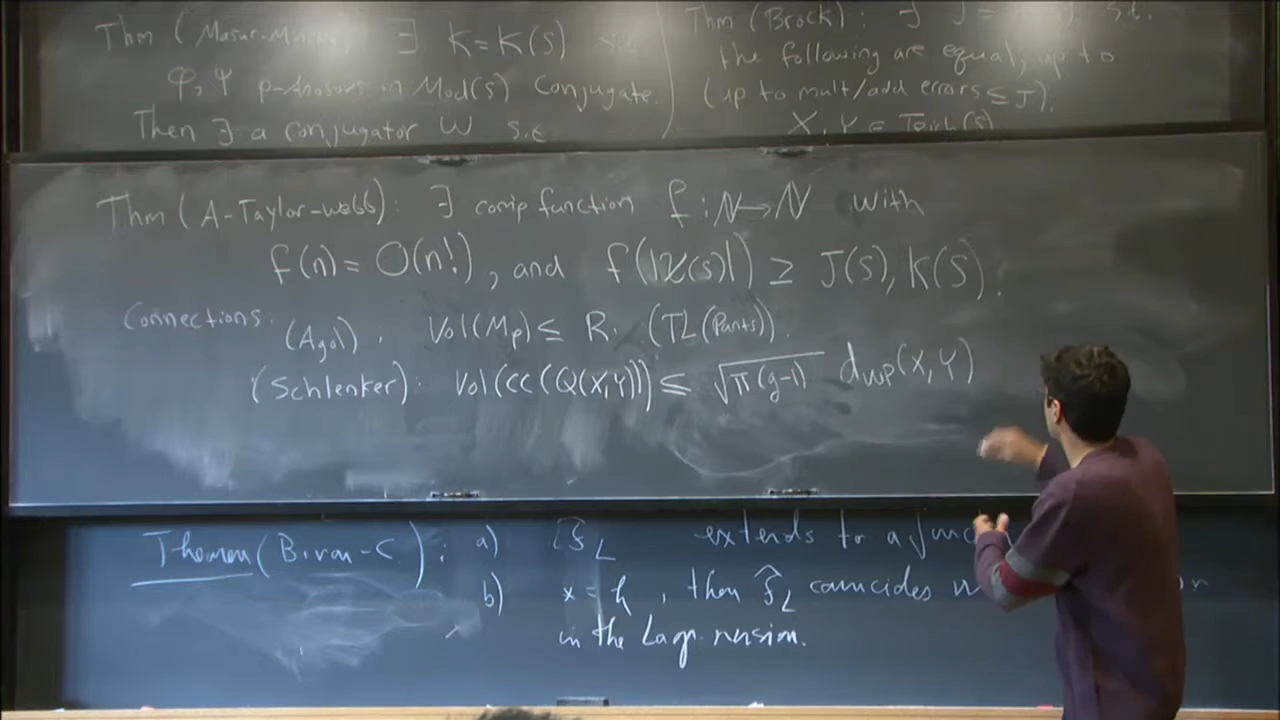 Thm (Masur-Minsky ∃ K=K(S) s.t.
φ, Ψ p-Anosovs in Mod(S) conjugate.
Then ∃ a conjugator W s.t
Thm (Brock): ∃ J = s.t.
the following are equal, up to
(up to mult/add errors ≤ J).
X, Y ∈ Teich(S)
Thm (A-Taylor-Webb): ∃ comp function f: N→N with
f(n) = O(n!), and f(|χ(S)|) ≥ J(S), K(S).
Connections:
(Agol): Vol(Mφ) ≤ R. (TL(Pants)).
(Schlenker): Vol(CC(Q(X,Y))) ≤ √π(g-1) dWP(X,Y)
Theorem (Biran-C): a) extends to a func
b) x = h, then coincides
in the Lagr. version.